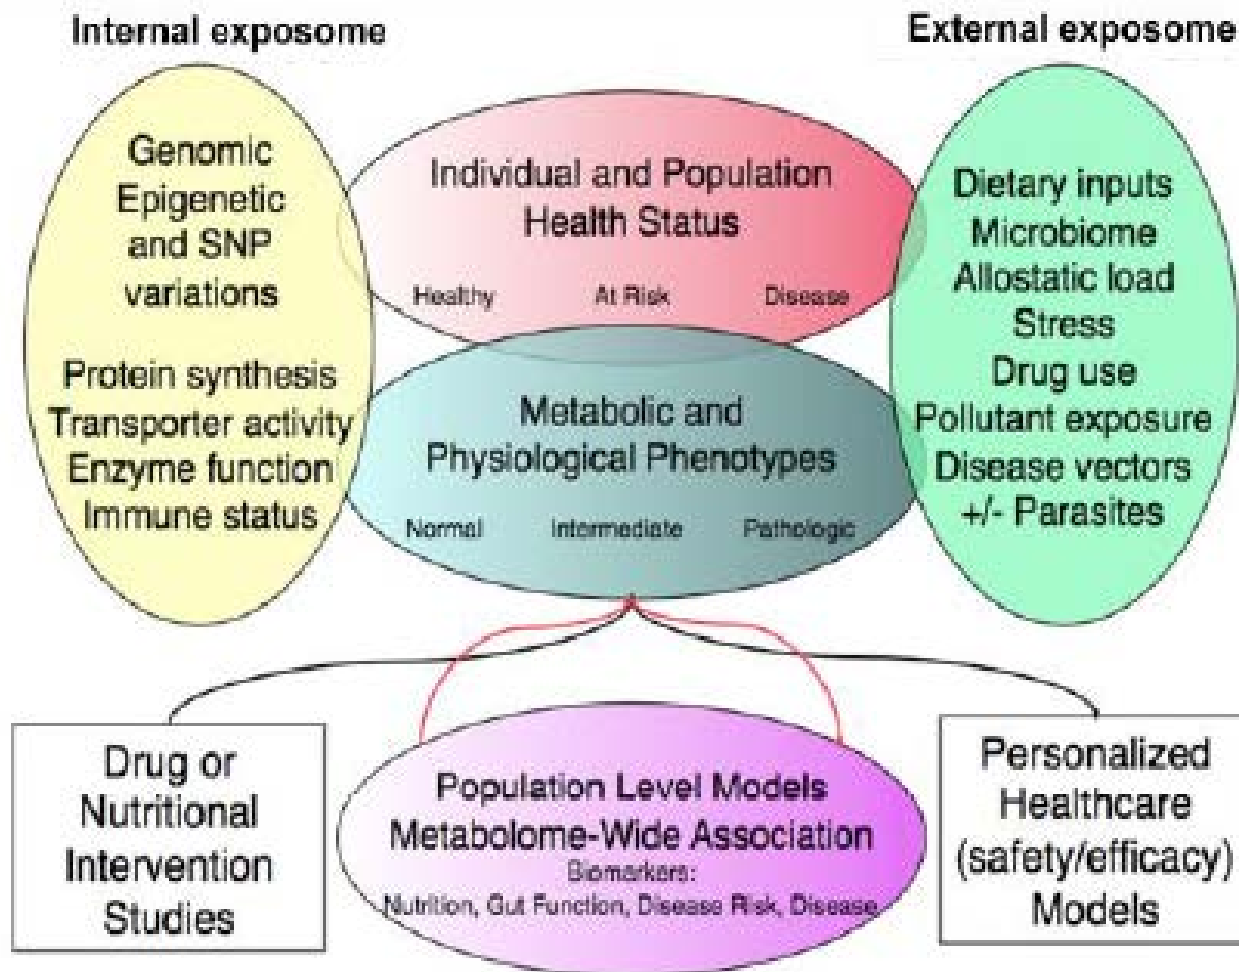 Internal exposome
External exposome
Genomic
Epigenetic
and SNP
variations
Protein synthesis
Transporter activity
Enzyme function
Immune status
Individual and Population
Health Status
Healthy
At Risk
Disease
Metabolic and
Physiological Phenotypes
Normal
Intermediate
Pathologic
Dietary inputs
Microbiome
Allostatic load
Stress
Drug use
Pollutant exposure
Disease vectors
+/- Parasites
Drug or
Nutritional
Intervention
Studies
Population Level Models
Metabolome-Wide Association
Biomarkers:
Nutrition, Gut Function, Disease Risk, Disease
Personalized
Healthcare
(safety/efficacy)
Models